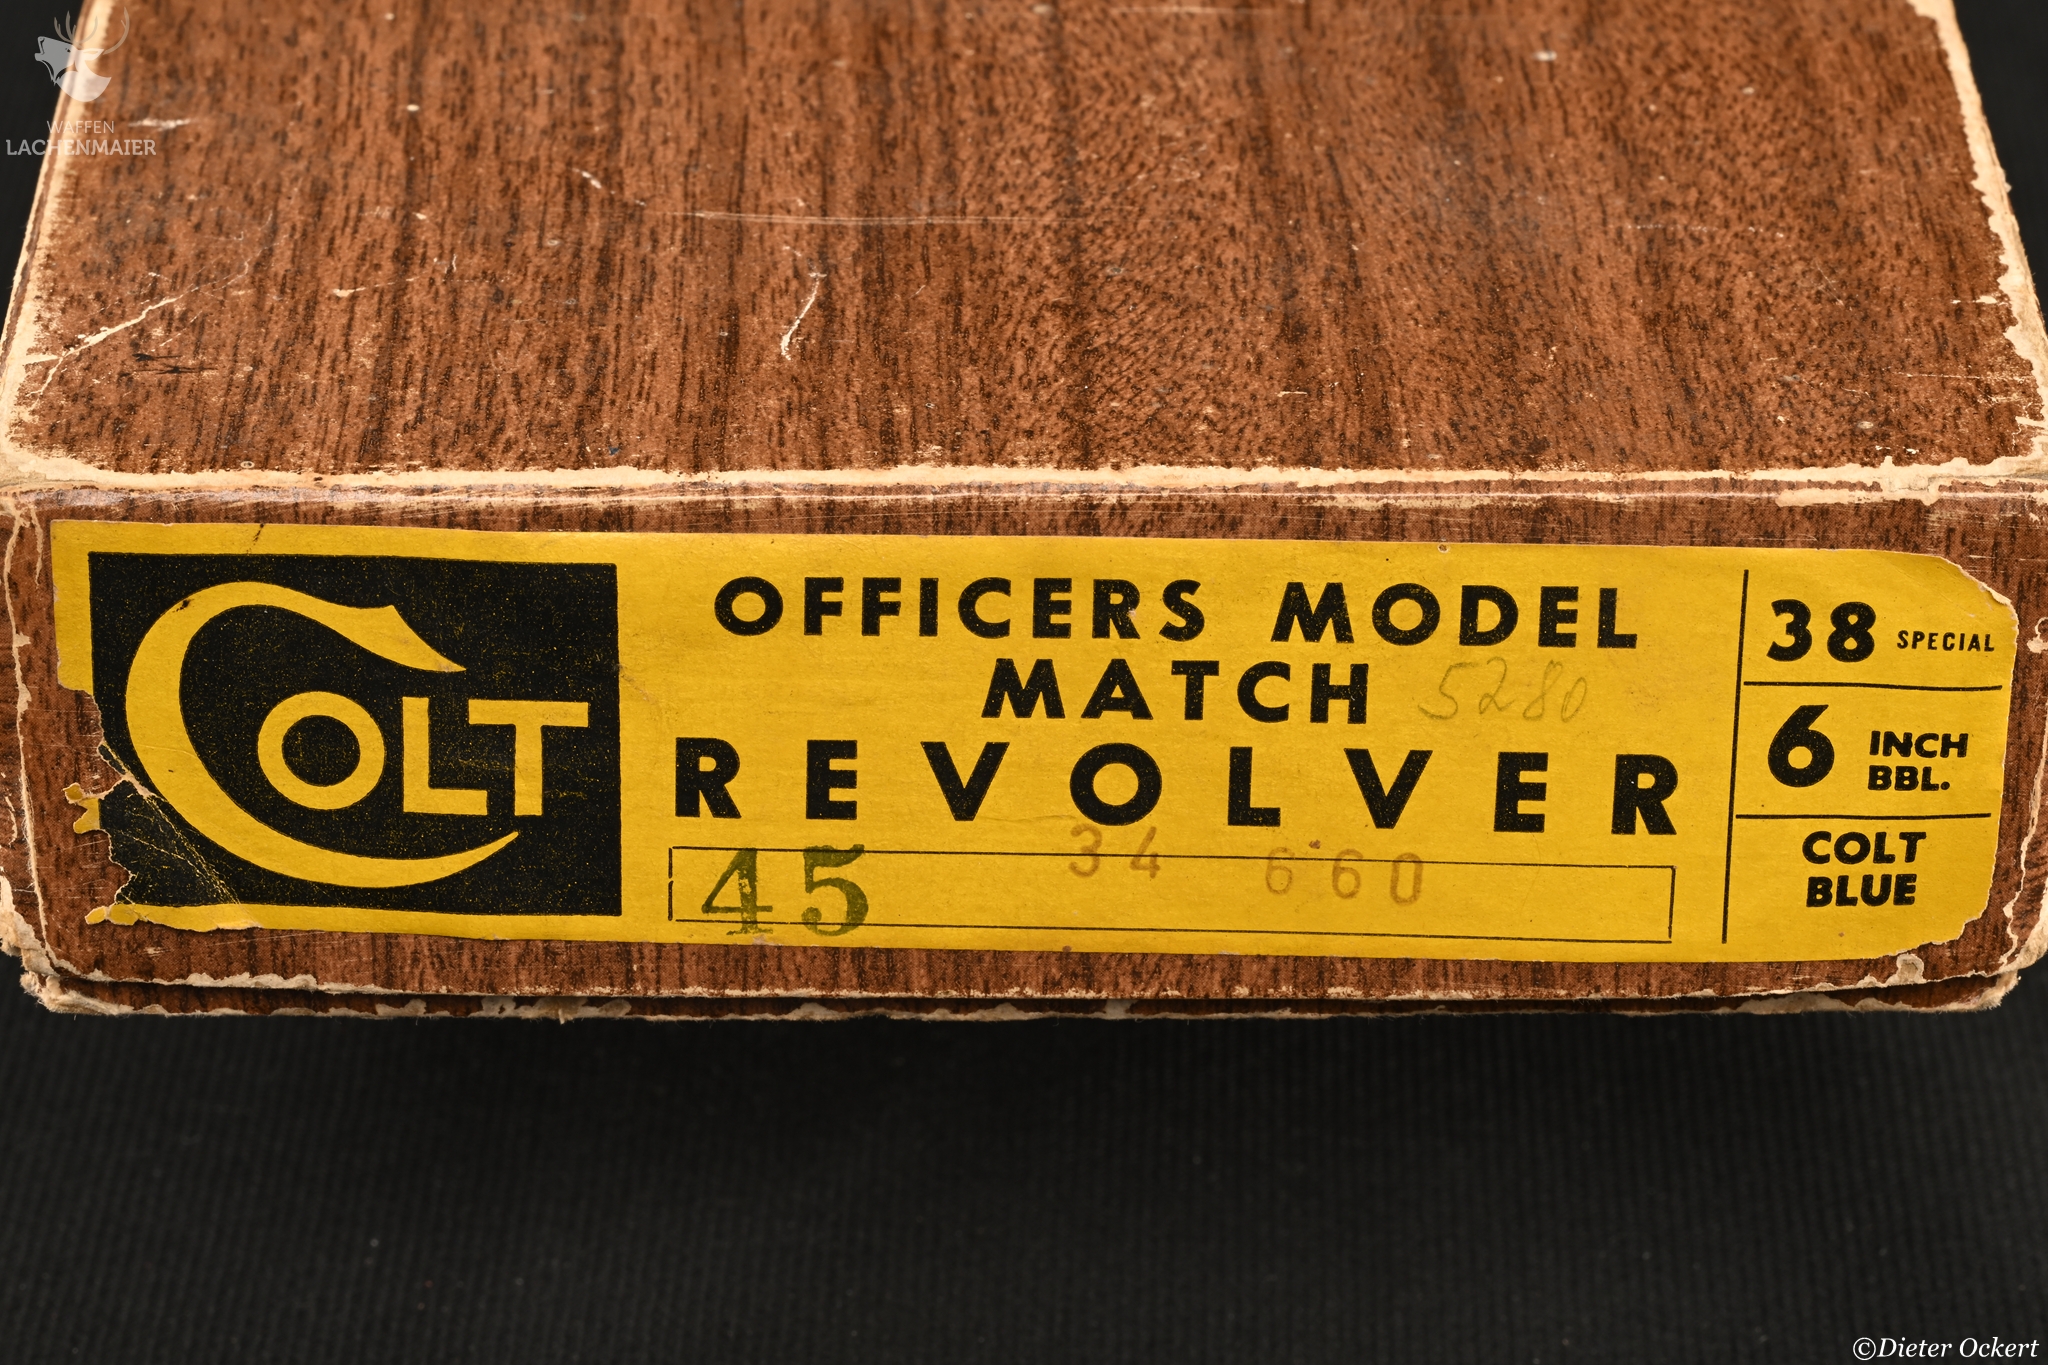 WAFFEN
LACHENMAIER
COLT
OFFICERS MODEL
MATCH 5280
REVOLVER
45 34 660
38 SPECIAL
6 INCH
BBL.
COLT
BLUE
©Dieter Ockert